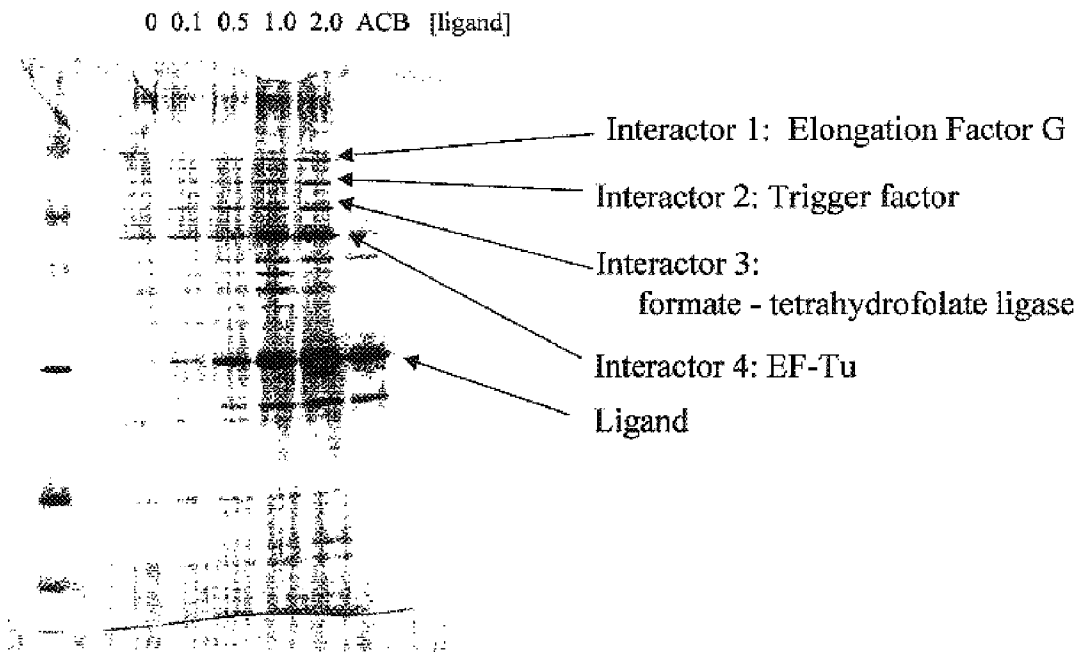 0 0.1 0.5 1.0 2.0 ACB [ligand]
Interactor 1: Elongation Factor G
Interactor 2: Trigger factor
Interactor 3:
formate - tetrahydrofolate ligase
Interactor 4: EF-Tu
Ligand